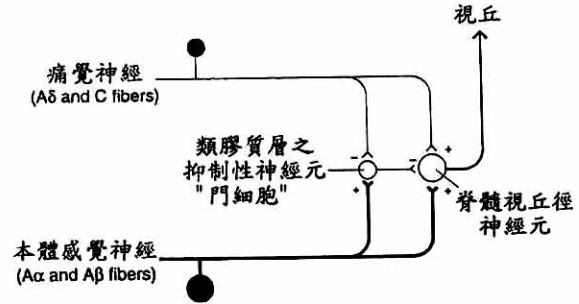 視丘
痛覺神經
(Aδ and C fibers)
類膠質層之
抑制性神經元
"門細胞"
脊髓視丘徑
神經元
本體感覺神經
(Aα and Aβ fibers)
+
-
-
+
+
+